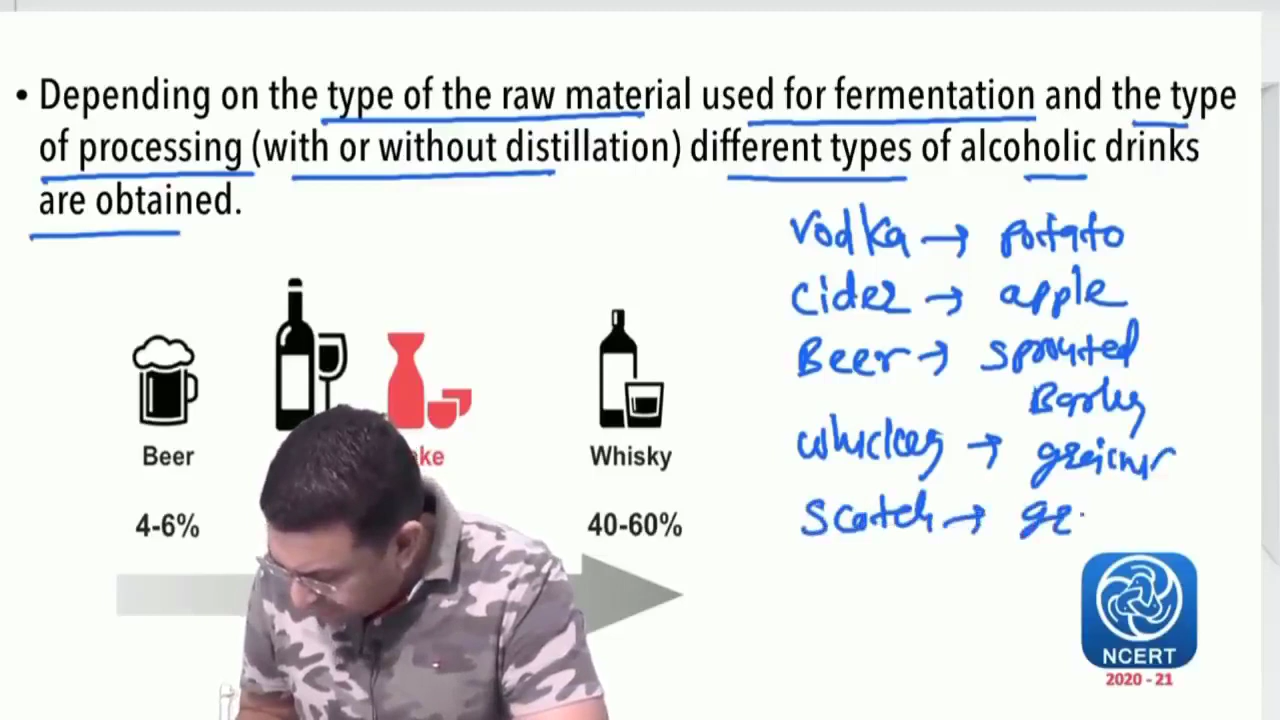 • Depending on the type of the raw material used for fermentation and the type
of processing (with or without distillation) different types of alcoholic drinks
are obtained.
Vodka → potato
Cider → apple
Beer → sprouted
Barley
→
Scotch → gr
Beer
ke
Whisky
4-6%
40-60%
NCERT
2020 - 21